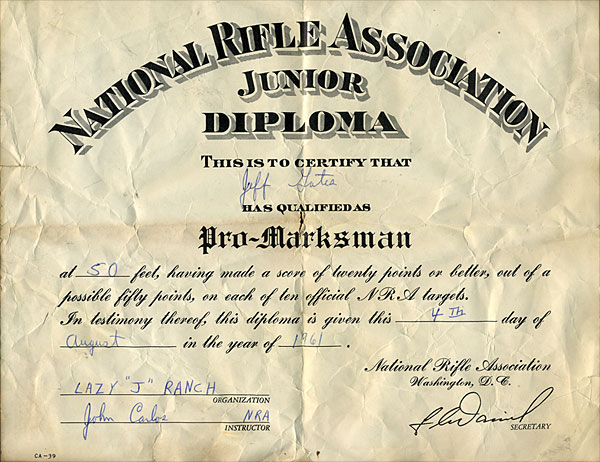 NATIONAL RIFLE ASSOCIATION
JUNIOR
DIPLOMA
THIS IS TO CERTIFY THAT
Jeff Gates
HAS QUALIFIED AS
Pro-Marksman
at 50 feet, having made a score of twenty points or better, out of a
possible fifty points, on each of ten official NRA targets.
In testimony thereof, this diploma is given this 4th day of
August in the year of 1961.
National Rifle Association
Washington, D. C.
LAZY "J" RANCH
ORGANIZATION
John Carlos NRA
INSTRUCTOR
SECRETARY
CA-39